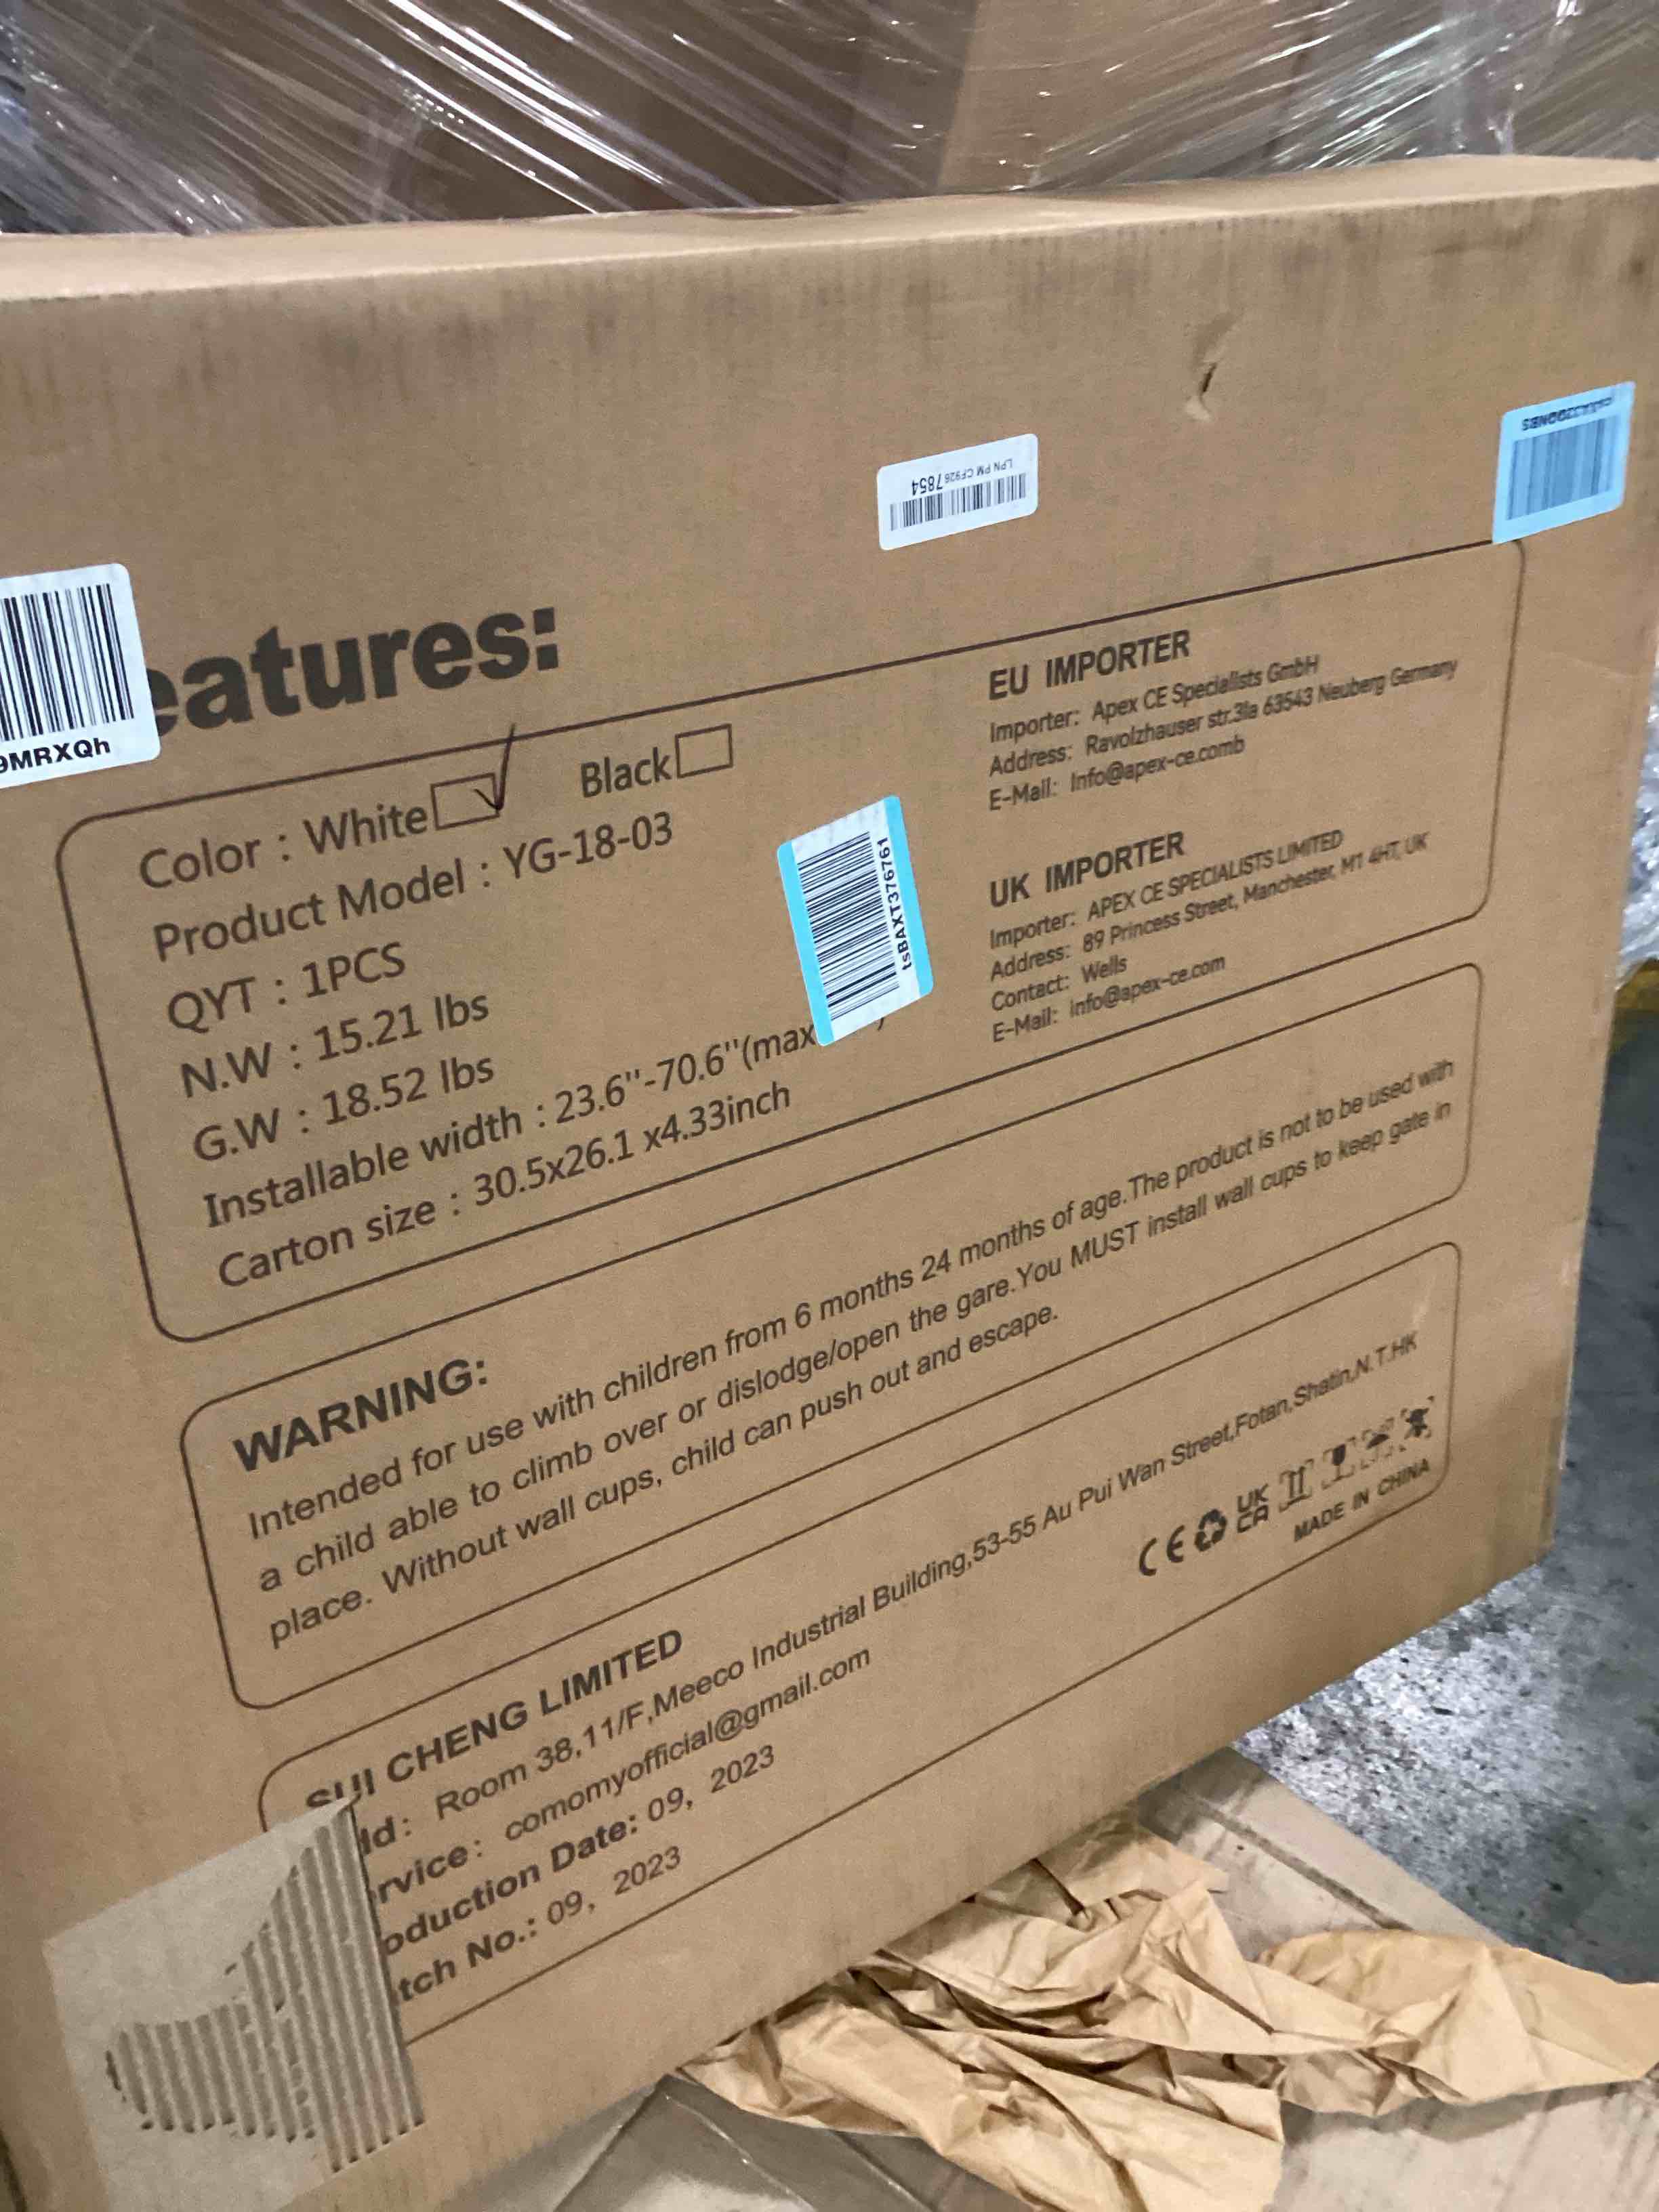 LPN PM CF9267854
9MRXQh
eatures:
Color : White Black
Product Model : YG-18-03
QYT : 1PCS
N.W : 15.21 lbs
G.W : 18.52 lbs
Installable width : 23.6"-70.6"(max
Carton size : 30.5x26.1 x4.33inch
tsBAXT376761
EU IMPORTER
Importer: Apex CE Specialists GmbH
Address: Ravolzhauser str.3la 63543 Neuberg Germany
E-Mail: Info@apex-ce.comb
UK IMPORTER
Importer: APEX CE SPECIALISTS LIMITED
Address: 89 Princess Street, Manchester, M1 4HT, UK
Contact: Wells
E-Mail: info@apex-ce.com
WARNING:
Intended for use with children from 6 months 24 months of age.The product is not to be used with
a child able to climb over or dislodge/open the gare.You MUST install wall cups to keep gate in
place. Without wall cups, child can push out and escape.
SUI CHENG LIMITED
ld: Room 38,11/F,Meeco Industrial Building,53-55 Au Pui Wan Street,Fotan,Shatin,N.T.HK
rvice: comomyofficial@gmail.com
oduction Date: 09, 2023
tch No.: 09, 2023
CE UK CA
MADE IN CHINA